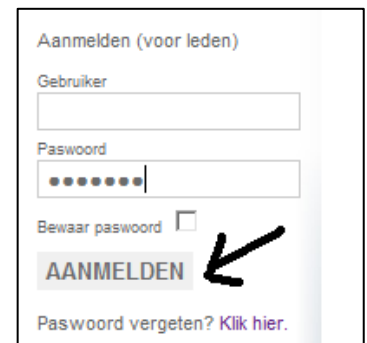 Aanmelden (voor leden)
Gebruiker
Paswoord
●●●●●●●
Bewaar paswoord
AANMELDEN
Paswoord vergeten? Klik hier.